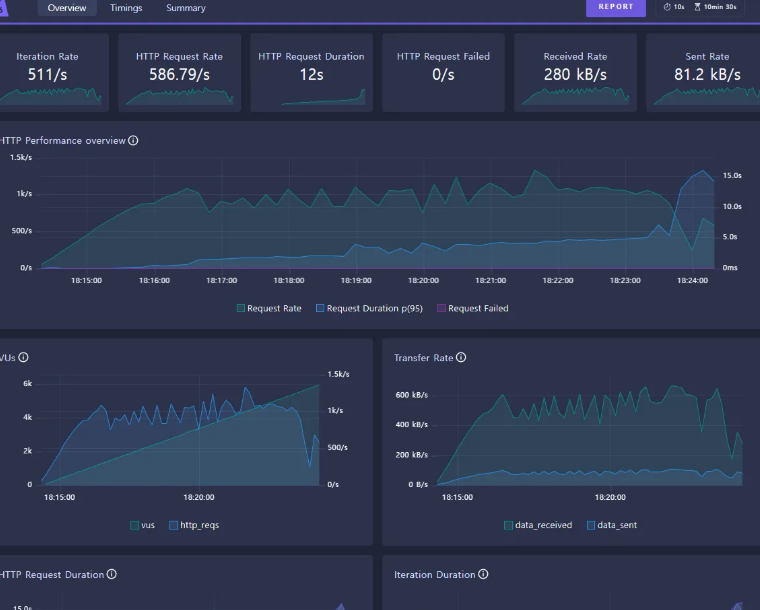 Overview Timings Summary REPORT 10s 10min 30s
Iteration Rate
511/s
HTTP Request Rate
586.79/s
HTTP Request Duration
12s
HTTP Request Failed
0/s
Received Rate
280 kB/s
Sent Rate
81.2 kB/s
HTTP Performance overview
1.5k/s
1k/s
500/s
0/s
15.0s
10.0s
5.0s
0ms
18:15:00 18:16:00 18:17:00 18:18:00 18:19:00 18:20:00 18:21:00 18:22:00 18:23:00 18:24:00
Request Rate Request Duration p(95) Request Failed
VUs
6k
4k
2k
0
1.5k/s
1k/s
500/s
0/s
18:15:00 18:20:00
vus http_reqs
Transfer Rate
600 kB/s
400 kB/s
200 kB/s
0 B/s
18:15:00 18:20:00
data_received data_sent
HTTP Request Duration
15.0s
Iteration Duration